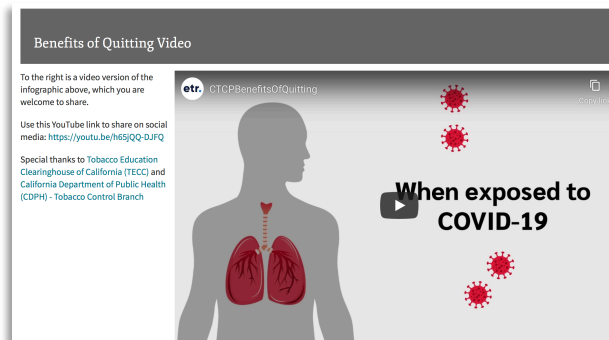 Benefits of Quitting Video
To the right is a video version of the
infographic above, which you are
welcome to share.
Use this YouTube link to share on social
media: https://youtu.be/h65jQQ-DJFQ
Special thanks to Tobacco Education
Clearinghouse of California (TECC) and
California Department of Public Health
(CDPH) - Tobacco Control Branch
etr. CTCPBenefitsOfQuitting
Copy link
When exposed to
COVID-19